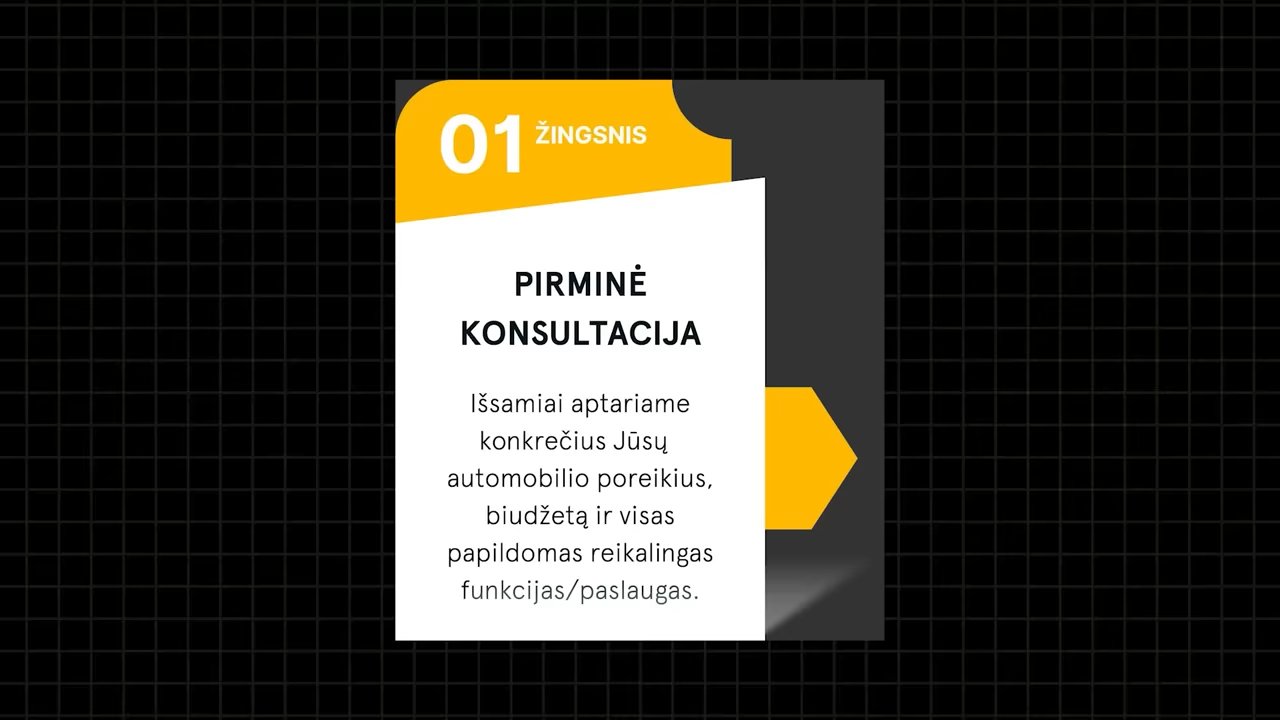 01 ŽINGSNIS
PIRMINĖ
KONSULTACIJA
Išsamiai aptariame
konkrečius Jūsų
automobilio poreikius,
biudžetą ir visas
papildomas reikalingas
funkcijas/paslaugas.